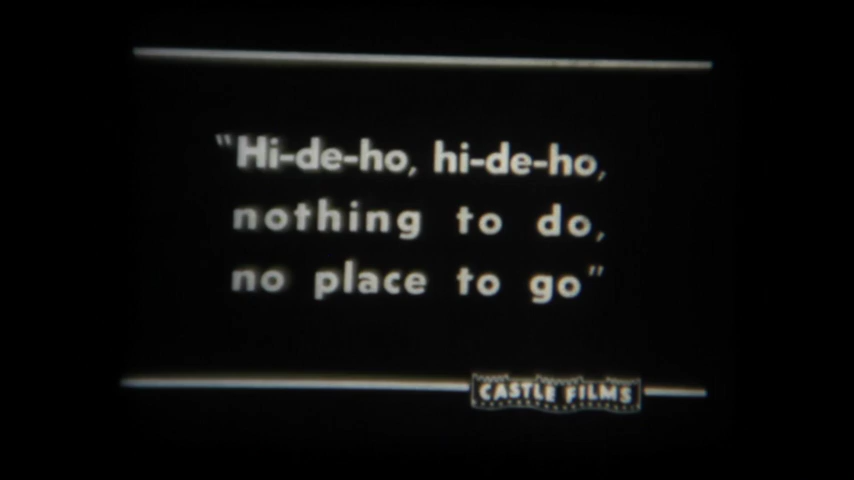 "Hi-de-ho, hi-de-ho,
nothing to do,
no place to go"
CASTLE FILMS